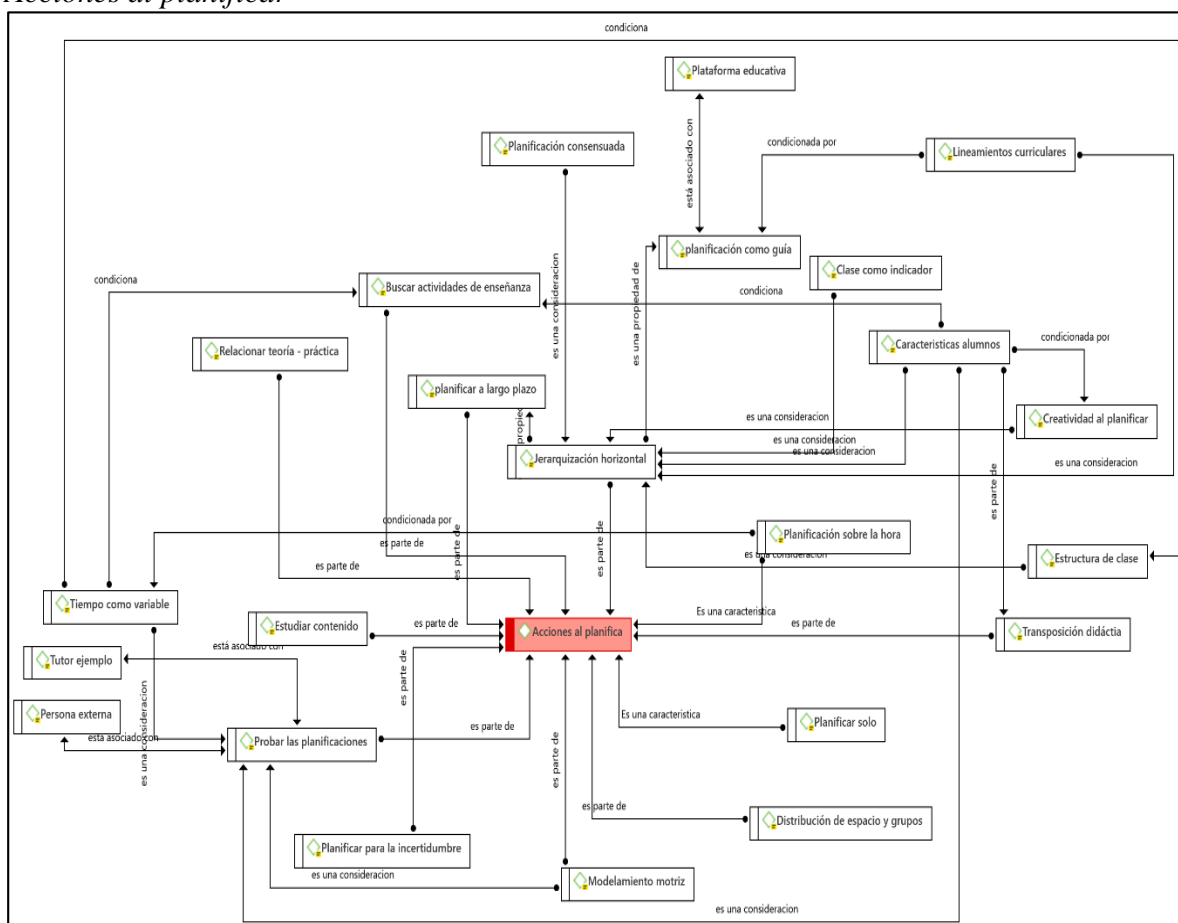 Acciones al planificar
condiciona
Plataforma educativa
Planificación consensuada
condicionada por
Lineamientos curriculares
está asociado con
planificación como guía
Clase como indicador
condiciona
Buscar actividades de enseñanza
es una consideracion
es una propiedad de
condiciona
Relacionar teoría - práctica
Caracteristicas alumnos
condicionada por
planificar a largo plazo
es una consideracion
Creatividad al planificar
es una consideracion
es una consideracion
Jerarquización horizontal
es una consideracion
es parte de
condicionada por
Planificación sobre la hora
es parte de
es parte de
es parte de
es una consideracion
Estructura de clase
es parte de
Tiempo como variable
Es una caracteristica
Estudiar contenido
es parte de
Acciones al planifica
es parte de
Transposición didáctia
está asociado con
Tutor ejemplo
es parte de
Persona externa
es una consideracion
Planificar solo
Es una caracteristica
está asociado con
Probar las planificaciones
es parte de
es parte de
es parte de
Distribución de espacio y grupos
Planificar para la incertidumbre
es una consideracion
Modelamiento motriz
es una consideracion